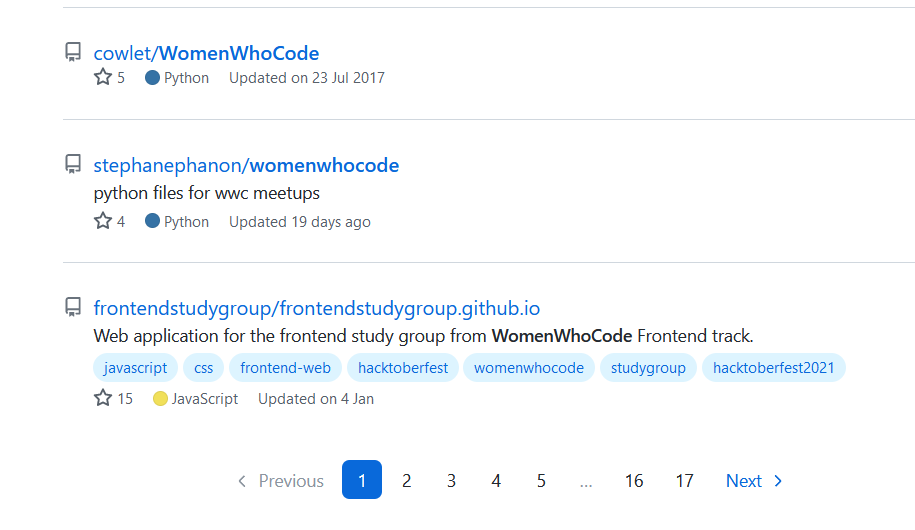 cowlet/WomenWhoCode
5 Python Updated on 23 Jul 2017
stephanephanon/womenwhocode
python files for wwc meetups
4 Python Updated 19 days ago
frontendstudygroup/frontendstudygroup.github.io
Web application for the frontend study group from WomenWhoCode Frontend track.
javascript css frontend-web hacktoberfest womenwhocode studygroup hacktoberfest2021
15 JavaScript Updated on 4 Jan
Previous 1 2 3 4 5 ... 16 17 Next